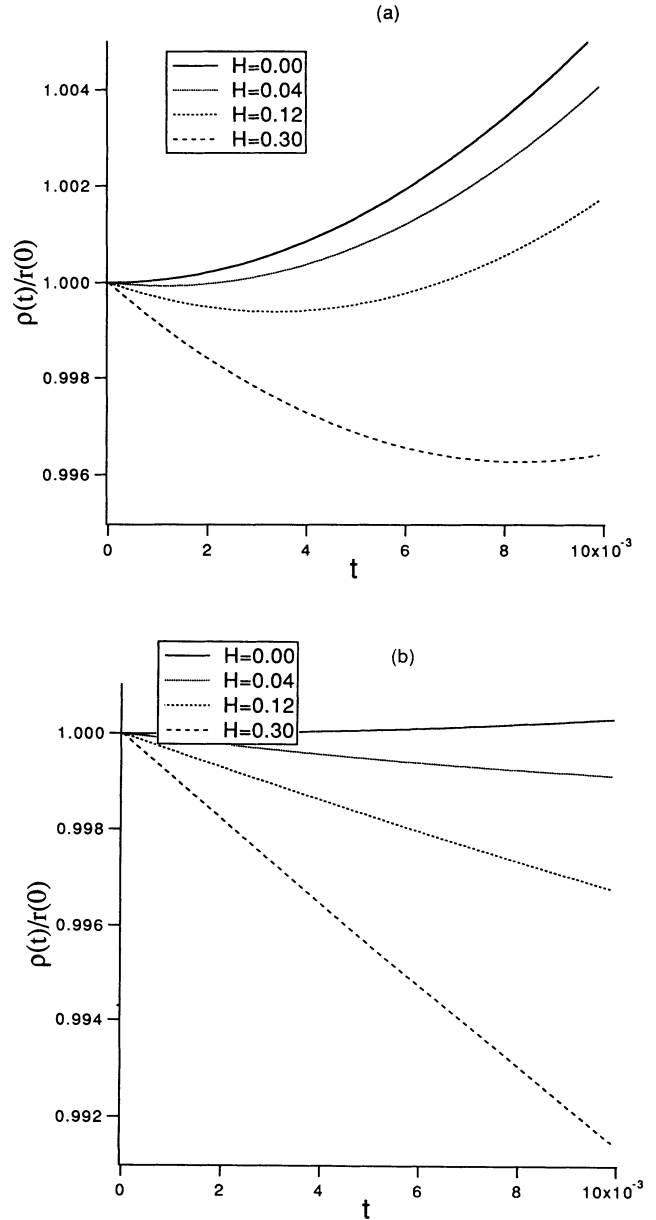 (a)
H=0.00
H=0.04
H=0.12
H=0.30
1.004
1.002
1.000
0.998
0.996
ρ(t)/r(0)
0 2 4 6 8 10x10⁻³
t
(b)
H=0.00
H=0.04
H=0.12
H=0.30
1.000
0.998
0.996
0.994
0.992
ρ(t)/r(0)
0 2 4 6 8 10x10⁻³
t